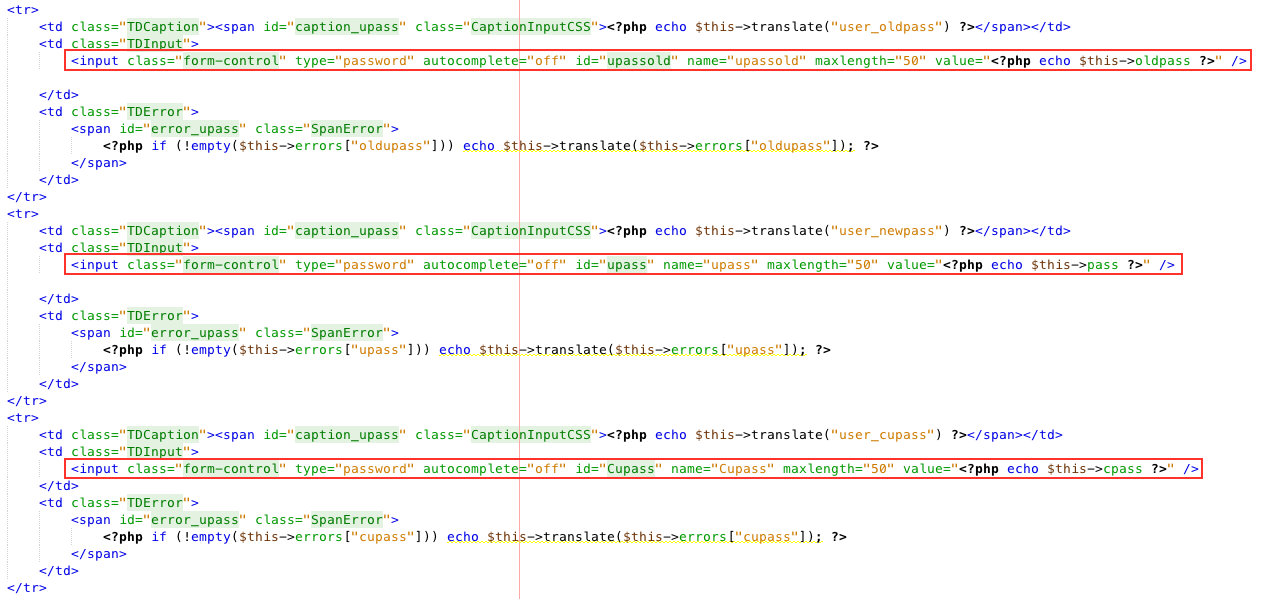 <tr>
<td class="TDCaption"><span id="caption_upass" class="CaptionInputCSS"><?php echo $this->translate("user_oldpass") ?></span></td>
<td class="TDInput">
<input class="form-control" type="password" autocomplete="off" id="upassold" name="upassold" maxlength="50" value="<?php echo $this->oldpass ?>" />
</td>
<td class="TDError">
<span id="error_upass" class="SpanError">
<?php if (!empty($this->errors["oldupass"])) echo $this->translate($this->errors["oldupass"]); ?>
</span>
</td>
</tr>
<tr>
<td class="TDCaption"><span id="caption_upass" class="CaptionInputCSS"><?php echo $this->translate("user_newpass") ?></span></td>
<td class="TDInput">
<input class="form-control" type="password" autocomplete="off" id="upass" name="upass" maxlength="50" value="<?php echo $this->pass ?>" />
</td>
<td class="TDError">
<span id="error_upass" class="SpanError">
<?php if (!empty($this->errors["upass"])) echo $this->translate($this->errors["upass"]); ?>
</span>
</td>
</tr>
<tr>
<td class="TDCaption"><span id="caption_upass" class="CaptionInputCSS"><?php echo $this->translate("user_cupass") ?></span></td>
<td class="TDInput">
<input class="form-control" type="password" autocomplete="off" id="Cupass" name="Cupass" maxlength="50" value="<?php echo $this->cpass ?>" />
</td>
<td class="TDError">
<span id="error_upass" class="SpanError">
<?php if (!empty($this->errors["cupass"])) echo $this->translate($this->errors["cupass"]); ?>
</span>
</td>
</tr>